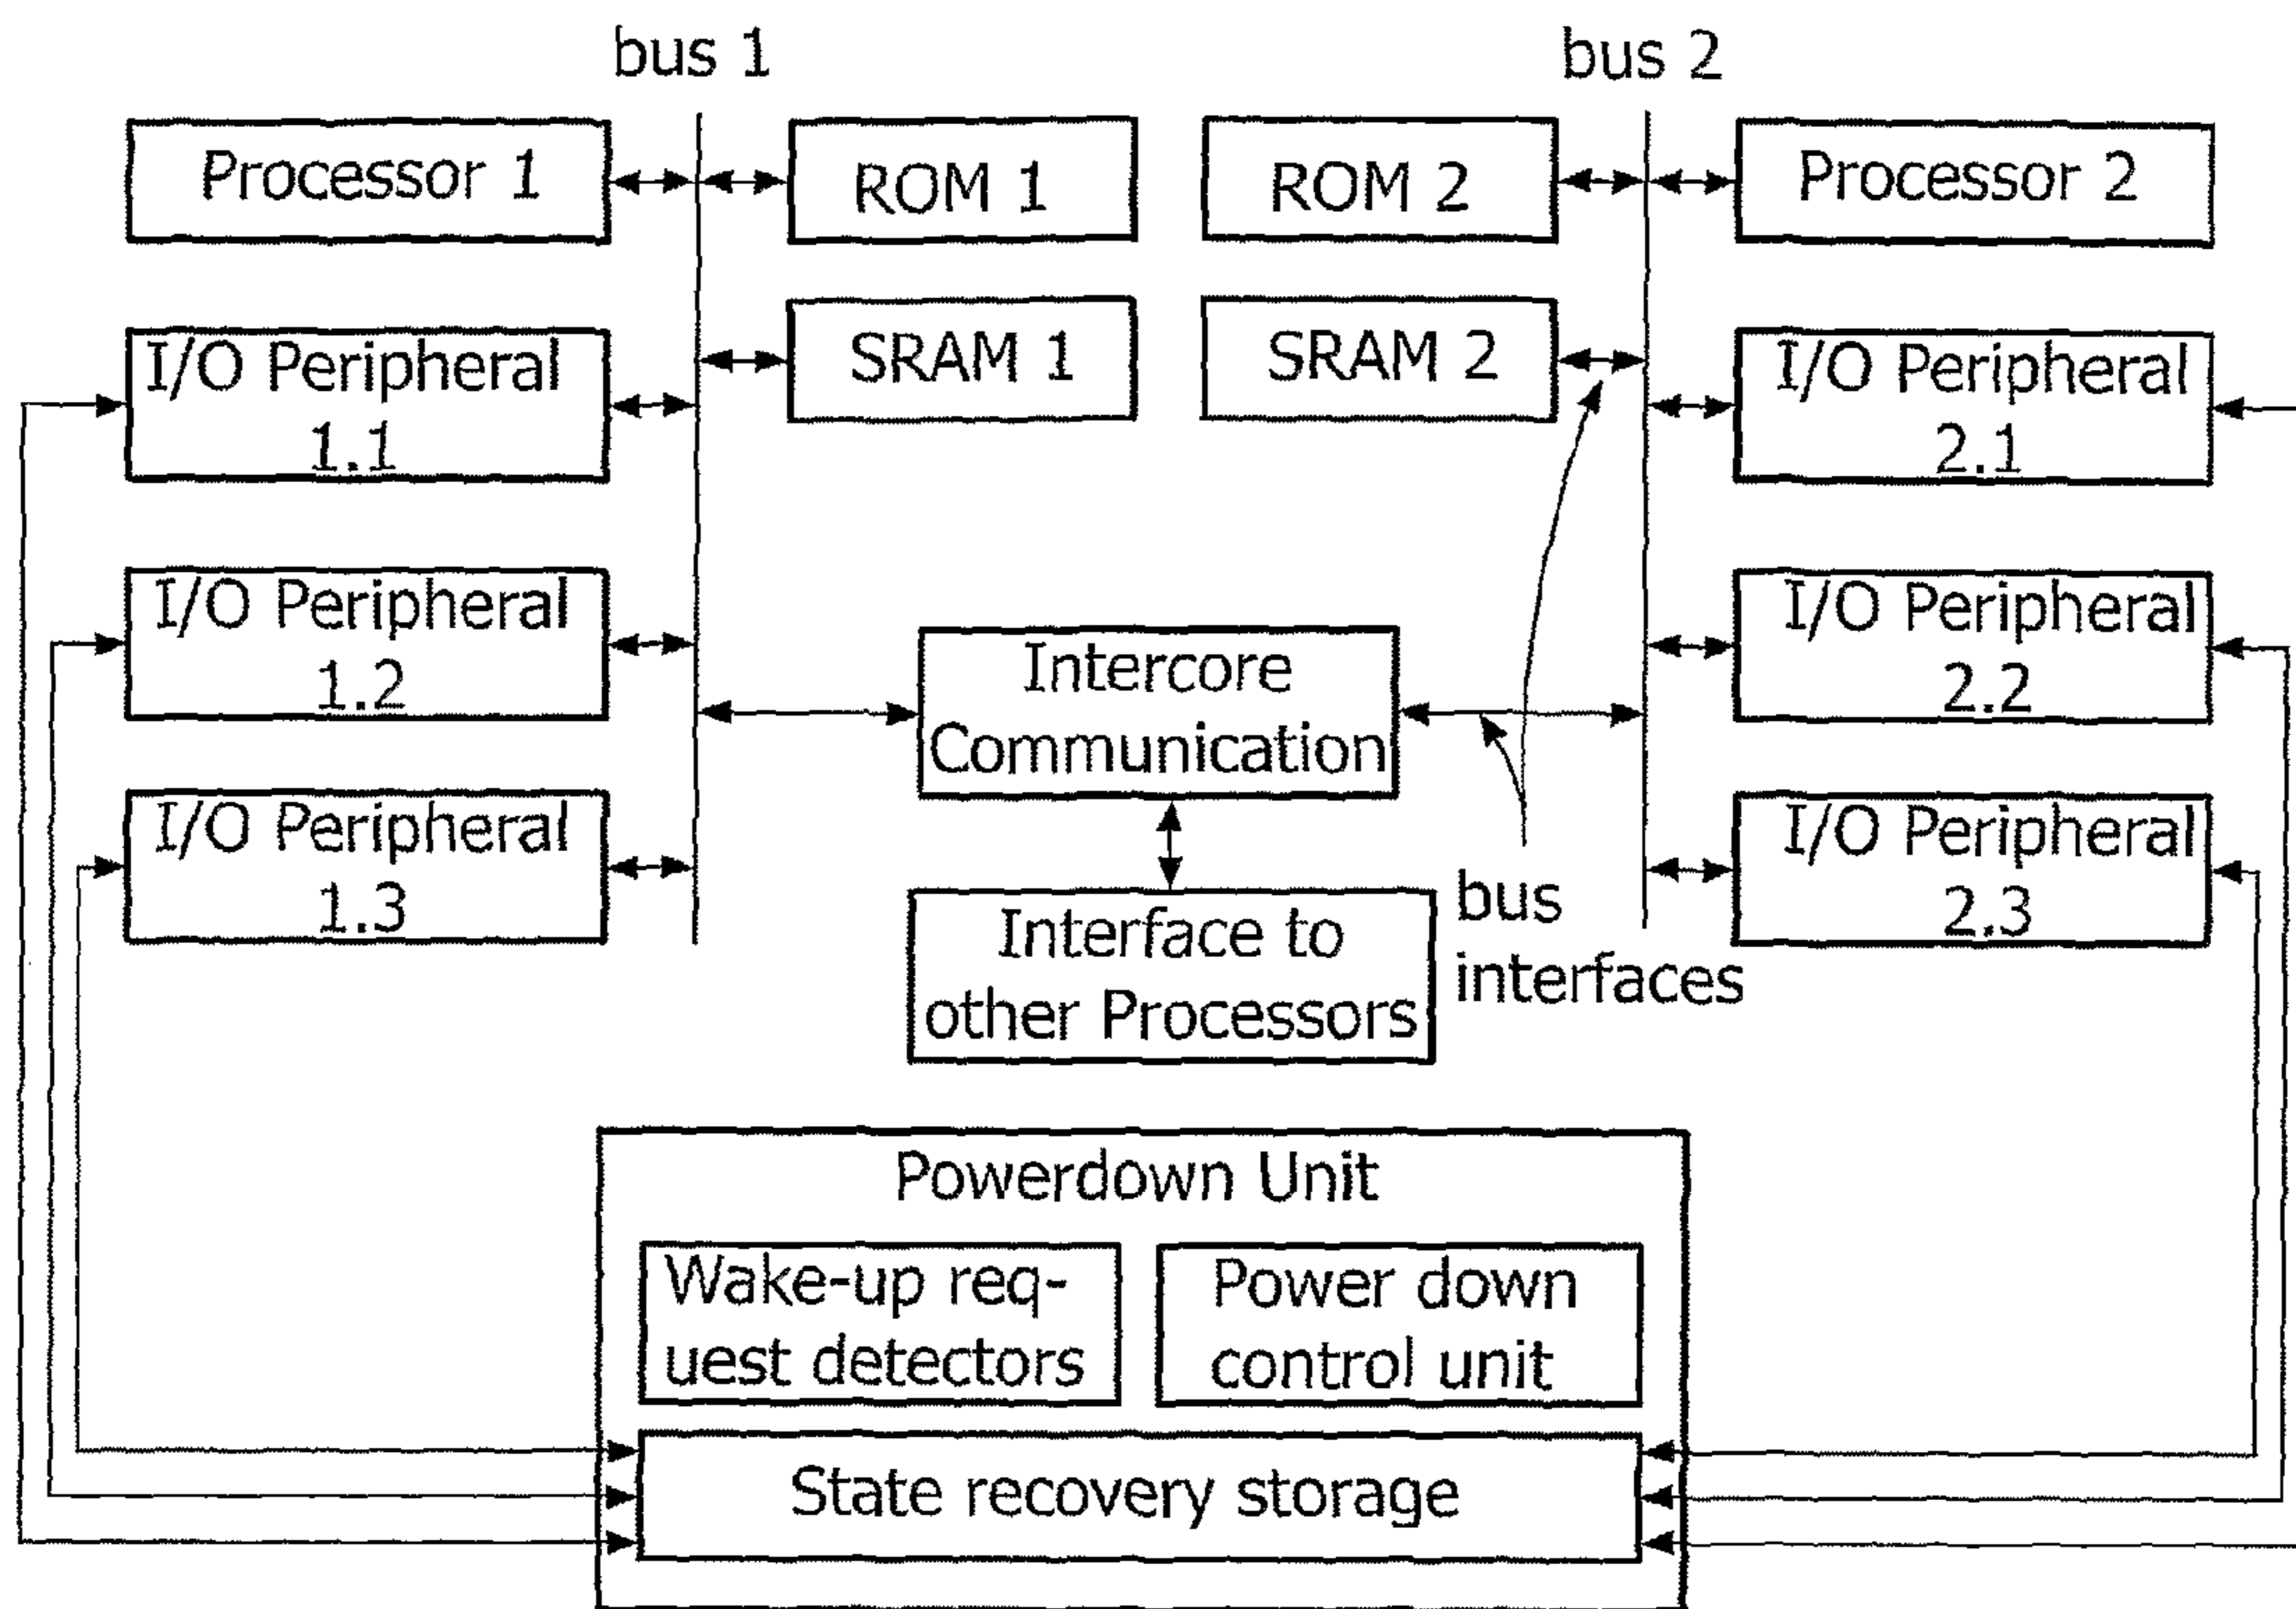 bus 1
bus 2
Processor 1
ROM 1
ROM 2
Processor 2
SRAM 1
SRAM 2
I/O Peripheral
1.1
I/O Peripheral
2.1
I/O Peripheral
1.2
Intercore
Communication
I/O Peripheral
2.2
I/O Peripheral
1.3
Interface to
other Processors
bus
interfaces
I/O Peripheral
2.3
Powerdown Unit
Wake-up req-
uest detectors
Power down
control unit
State recovery storage